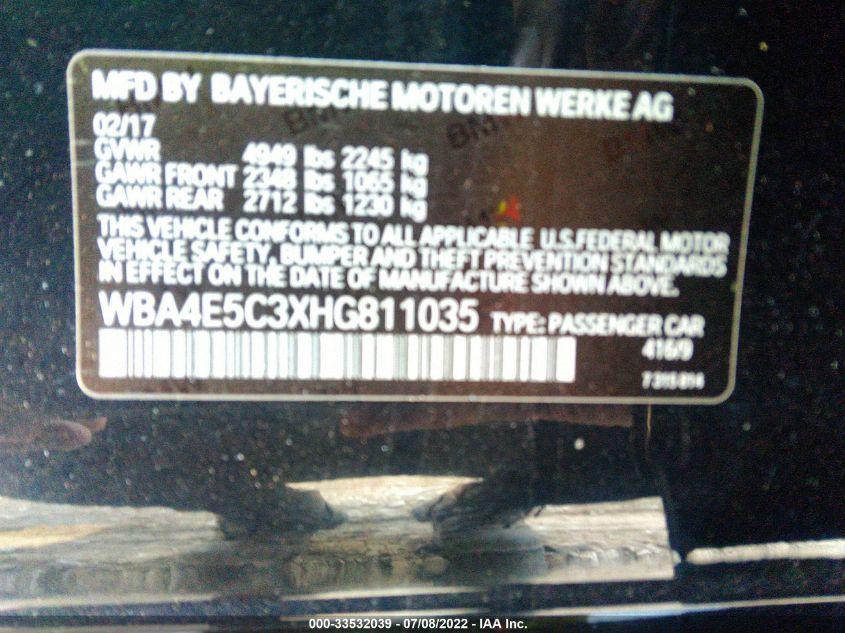 MFD BY BAYERISCHE MOTOREN WERKE AG
02/17
GVWR 4949 lbs 2245 kg
GAWR FRONT 2348 lbs 1065 kg
GAWR REAR 2712 lbs 1230 kg
THIS VEHICLE CONFORMS TO ALL APPLICABLE U.S.FEDERAL MOTOR
VEHICLE SAFETY, BUMPER AND THEFT PREVENTION STANDARDS
IN EFFECT ON THE DATE OF MANUFACTURE SHOWN ABOVE.
WBA4E5C3XHG811035 TYPE: PASSENGER CAR
416/9
000-33532039 - 07/08/2022 - IAA Inc.